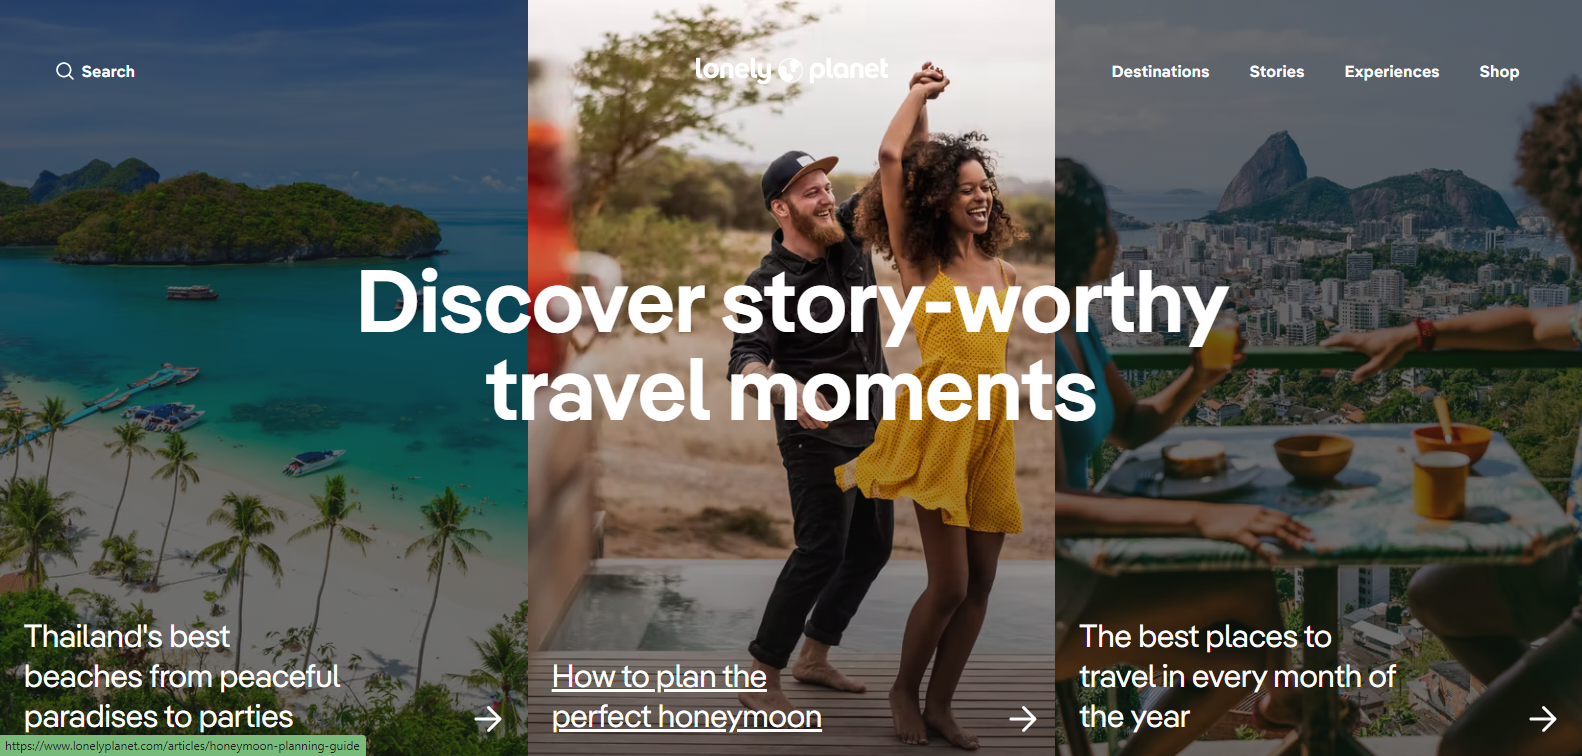 Search
lonely planet
Destinations
Stories
Experiences
Shop
Discover story-worthy
travel moments
Thailand's best
beaches from peaceful
paradises to parties
How to plan the
perfect honeymoon
The best places to
travel in every month of
the year
https://www.lonelyplanet.com/articles/honeymoon-planning-guide